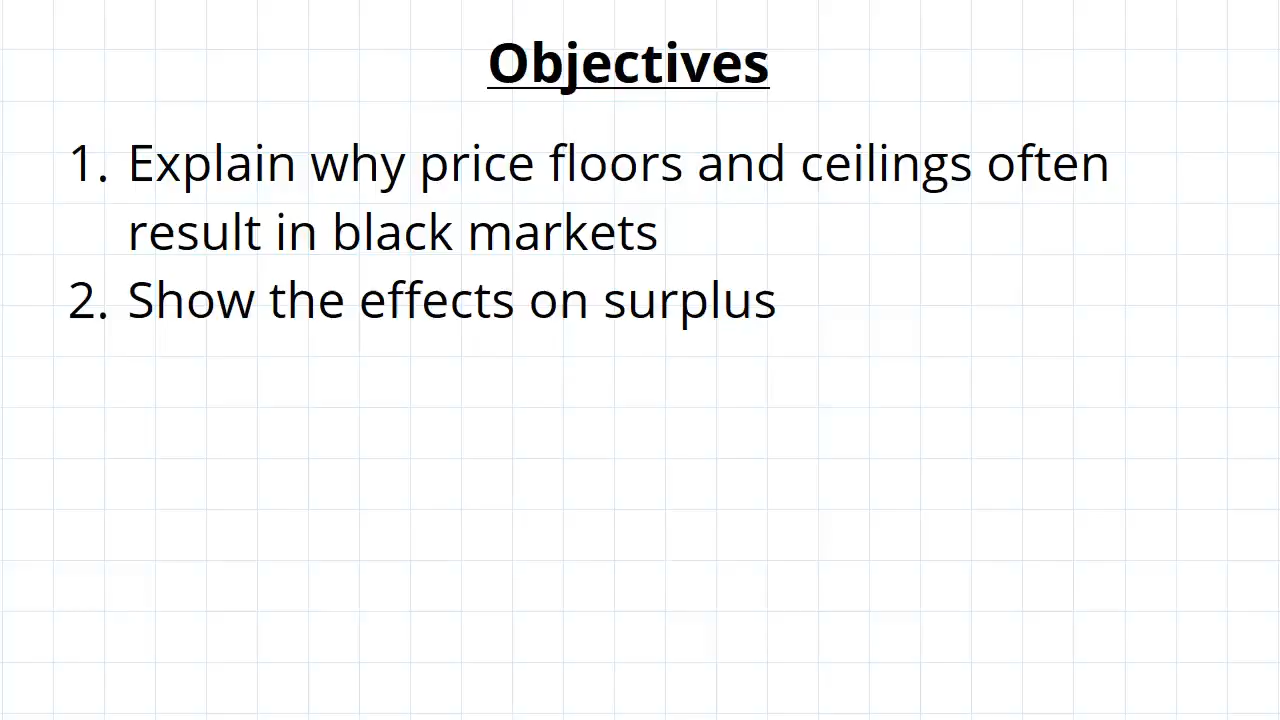 Objectives
1. Explain why price floors and ceilings often
result in black markets
2. Show the effects on surplus